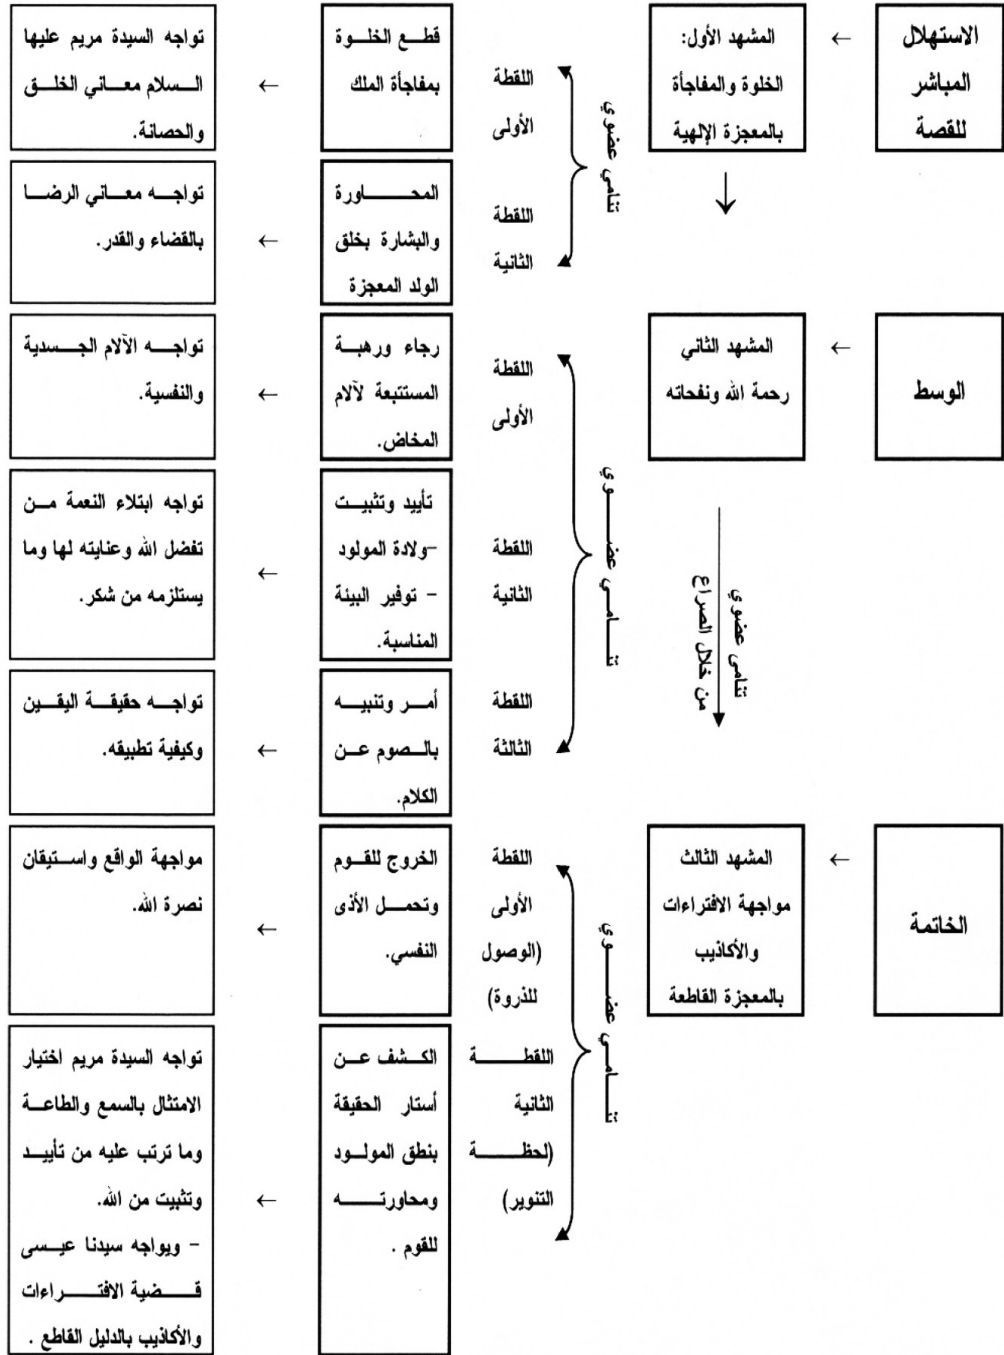 الاستهلال
المباشر
للقصة
←
المشهد الأول:
الخلوة والمفاجأة
بالمعجزة الإلهية
تنامي عضوي
اللقطة
الأولى
قطع الخلوة
بمفاجأة الملك
←
تواجه السيدة مريم عليها
السلام معاني الخلق
والحصانة.
اللقطة
الثانية
المحاورة
والبشارة بخلق
الولد المعجزة
←
تواجه معاني الرضا
بالقضاء والقدر.
الوسط
←
المشهد الثاني
رحمة الله ونفحاته
تنامي عضوي
من خلال الصراع
تنامي عضوي
اللقطة
الأولى
رجاء ورهبة
المستتبعة لآلام
المخاض.
←
تواجه الآلام الجسدية
والنفسية.
اللقطة
الثانية
تأييد وتثبيت
-ولادة المولود
- توفير البيئة
المناسبة.
←
تواجه ابتلاء النعمة من
تفضل الله وعنايته لها وما
يستلزمه من شكر.
اللقطة
الثالثة
أمر وتنبيه
بالصوم عن
الكلام.
←
تواجه حقيقة اليقين
وكيفية تطبيقه.
الخاتمة
←
المشهد الثالث
مواجهة الافتراءات
والأكاذيب
بالمعجزة القاطعة
تنامي عضوي
اللقطة
الأولى
(الوصول
للذروة)
الخروج للقوم
وتحمل الأذى
النفسي.
←
مواجهة الواقع واستيقان
نصرة الله.
اللقطة
الثانية
(لحظة
التنوير)
الكشف عن
أستار الحقيقة
بنطق المولود
ومحاورته
للقوم .
←
تواجه السيدة مريم اختيار
الامتثال بالسمع والطاعة
وما ترتب عليه من تأييد
وتثبيت من الله.
- ويواجه سيدنا عيسى
قضية الافتراءات
والأكاذيب بالدليل القاطع .